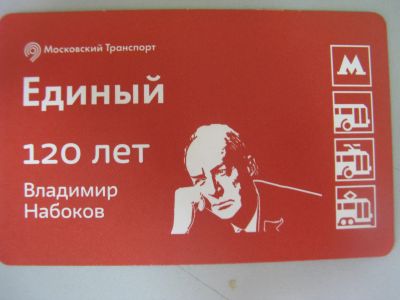 Московский Транспорт
Единый
120 лет
Владимир
Набоков
М